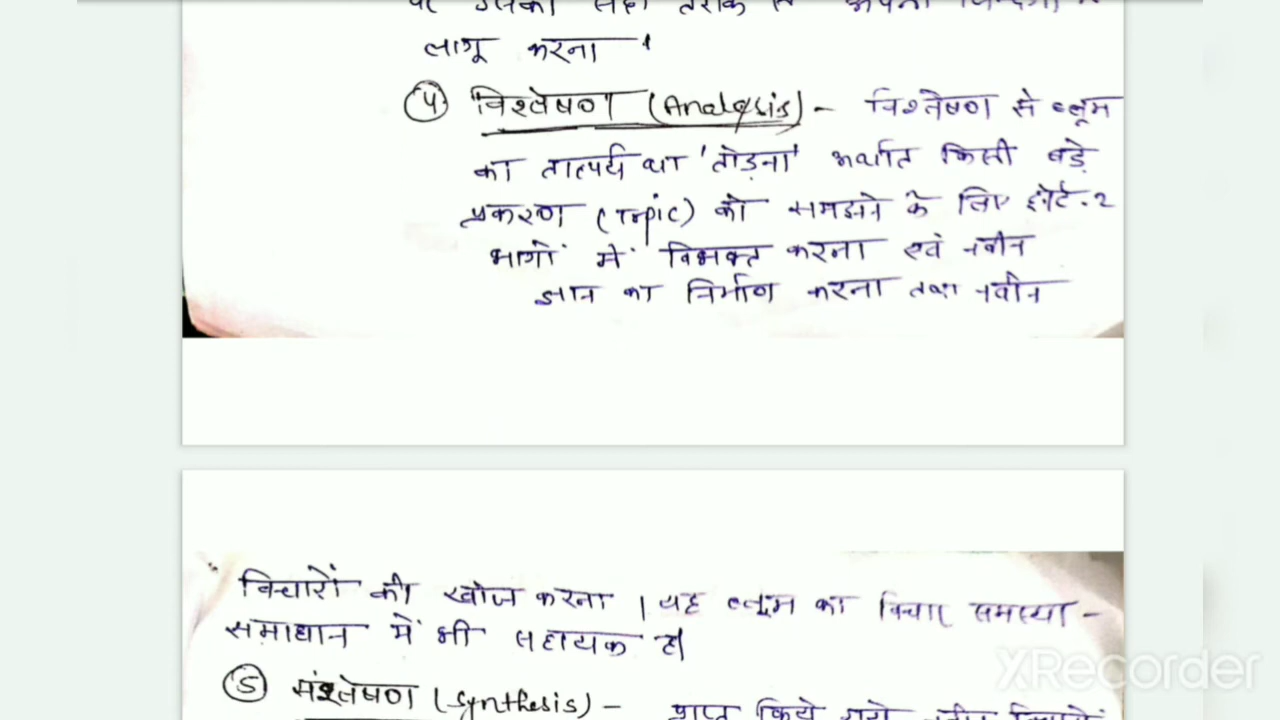 लागू करना ।
④ विश्लेषण (Analysis) - विश्लेषण से ब्लूम
का तात्पर्य था 'तोड़ना' अर्थात किसी बड़े
प्रकरण (Topic) को समझने के लिए छोटे-2
भागों में विभक्त करना एवं नवीन
ज्ञान का निर्माण करना तथा नवीन
विचारों की खोज करना । यह ब्लूम का विचार समस्या -
समाधान में भी सहायक है।
⑤ संश्लेषण (Synthesis) - प्राप्त किये गये
XRecorder